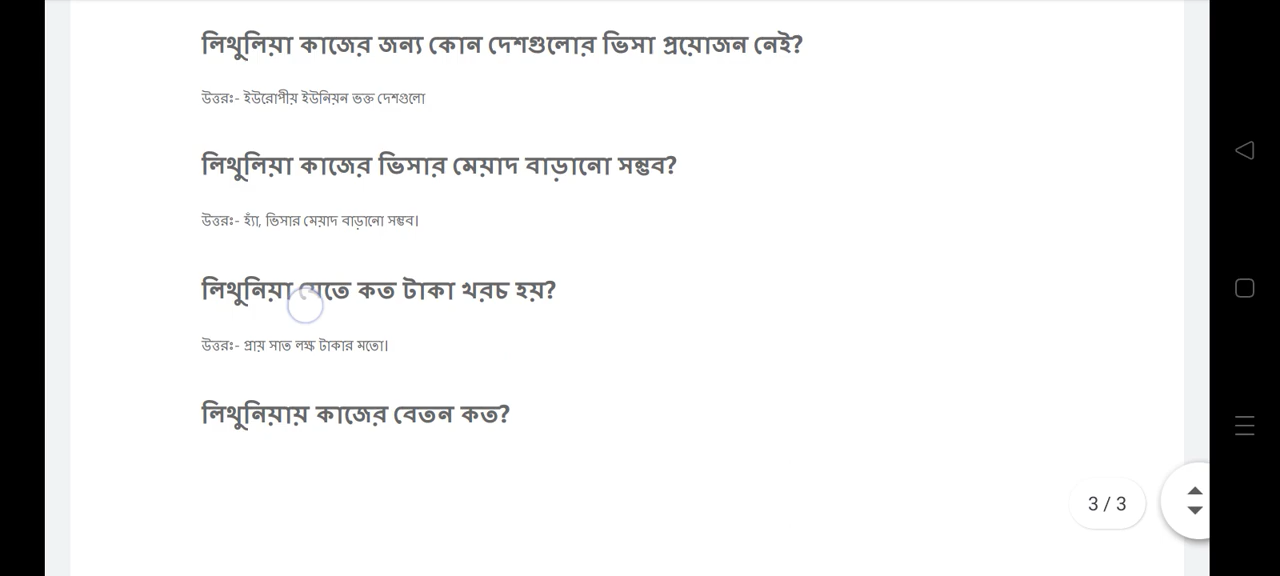 লিথুলিয়া কাজের জন্য কোন দেশগুলোর ভিসা প্রয়োজন নেই?
উত্তরঃ- ইউরোপীয় ইউনিয়ন ভক্ত দেশগুলো
লিথুলিয়া কাজের ভিসার মেয়াদ বাড়ানো সম্ভব?
উত্তরঃ- হ্যাঁ, ভিসার মেয়াদ বাড়ানো সম্ভব।
লিথুনিয়া যেতে কত টাকা খরচ হয়?
উত্তরঃ- প্রায় সাত লক্ষ টাকার মতো।
লিথুনিয়ায় কাজের বেতন কত?
3 / 3